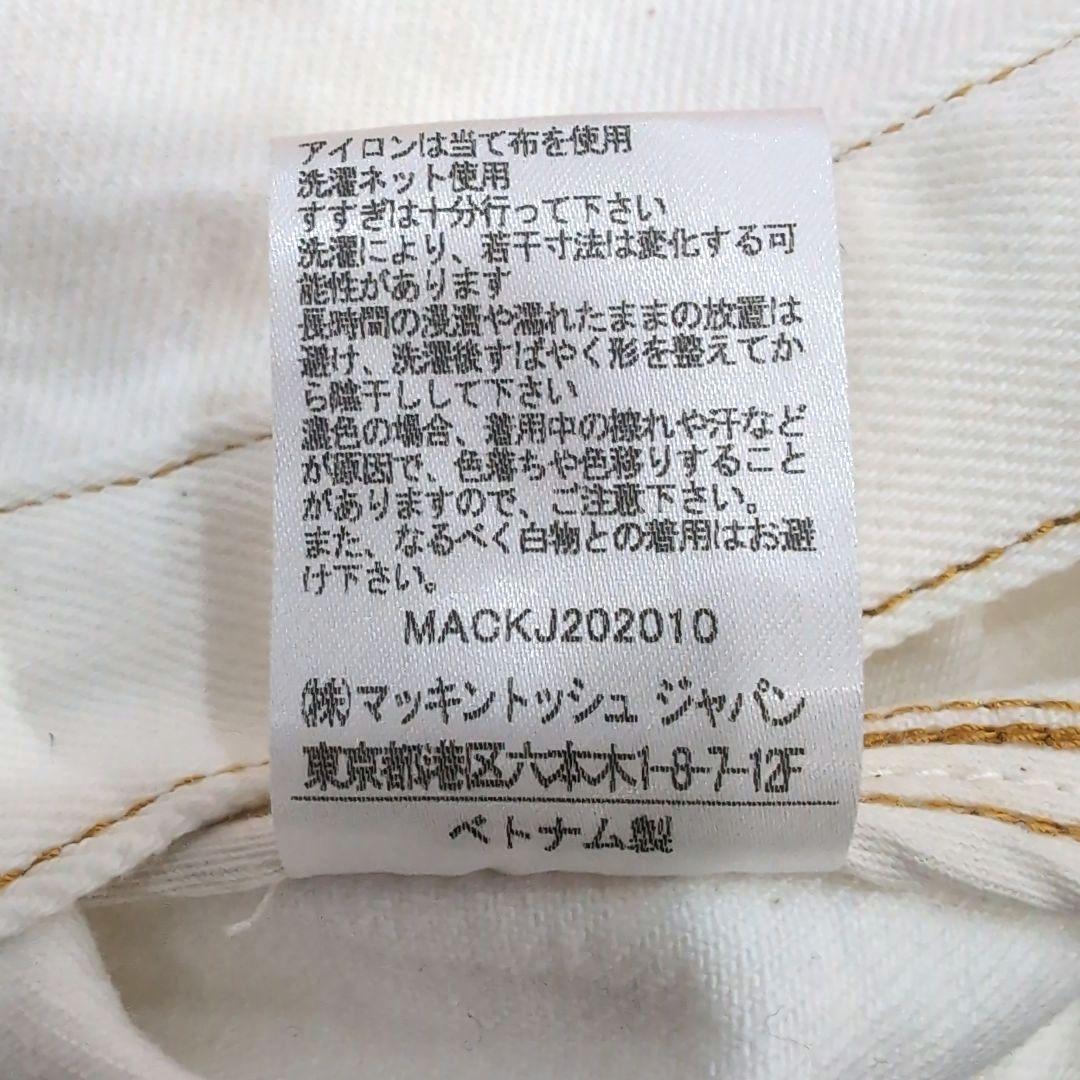 アイロンは当て布を使用
洗濯ネット使用
すすぎは十分行って下さい
洗濯により、若干寸法は変化する可
能性があります
長時間の浸漬や濡れたままの放置は
避け、洗濯後すばやく形を整えてか
ら陰干しして下さい
濃色の場合、着用中の擦れや汗など
が原因で、色落ちや色移りすること
がありますので、ご注意下さい。
また、なるべく白物との着用はお避
け下さい。
MACKJ202010
(株)マッキントッシュ ジャパン
東京都港区六本木1-8-7-12F
ベトナム製